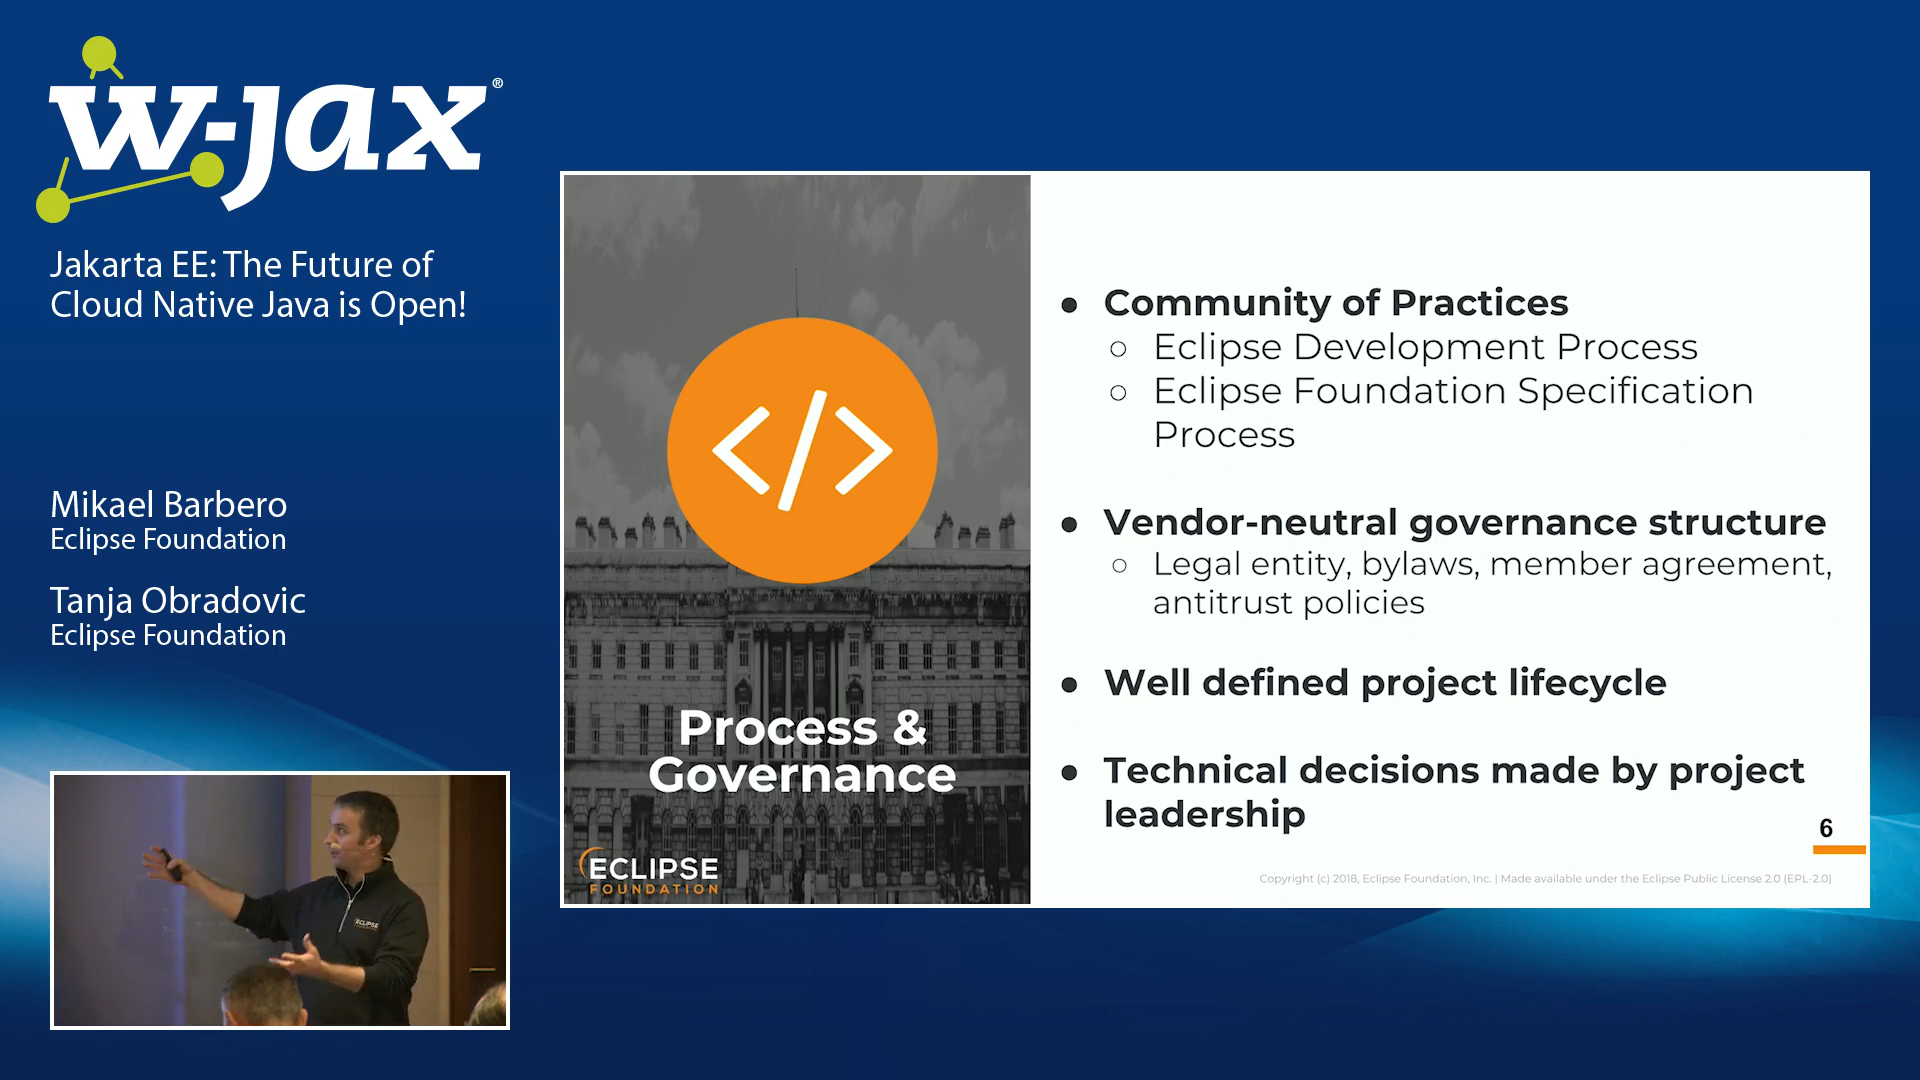 w-jax®
Jakarta EE: The Future of
Cloud Native Java is Open!
Mikael Barbero
Eclipse Foundation
Tanja Obradovic
Eclipse Foundation
ECLIPSE
</>
Process &
Governance
ECLIPSE
FOUNDATION
● Community of Practices
○ Eclipse Development Process
○ Eclipse Foundation Specification
Process
● Vendor-neutral governance structure
○ Legal entity, bylaws, member agreement,
antitrust policies
● Well defined project lifecycle
● Technical decisions made by project
leadership
6
Copyright (c) 2018, Eclipse Foundation, Inc. | Made available under the Eclipse Public License 2.0 (EPL-2.0)